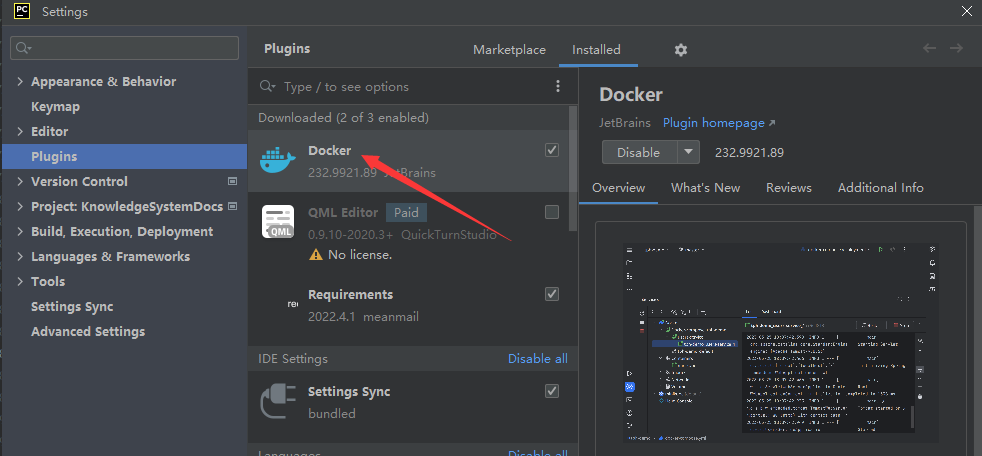 PC Settings
Plugins
Marketplace
Installed
Appearance & Behavior
Keymap
Editor
Plugins
Version Control
Project: KnowledgeSystemDocs
Build, Execution, Deployment
Languages & Frameworks
Tools
Settings Sync
Advanced Settings
Type / to see options
Downloaded (2 of 3 enabled)
Docker
232.9921.89 JetBrains
QML Editor Paid
QML
0.9.10-2020.3+ QuickTurnStudio
No license.
Requirements
2022.4.1 meanmail
IDE Settings Disable all
Settings Sync
bundled
Languages Disable all
Docker
JetBrains Plugin homepage
Disable 232.9921.89
Overview What's New Reviews Additional Info